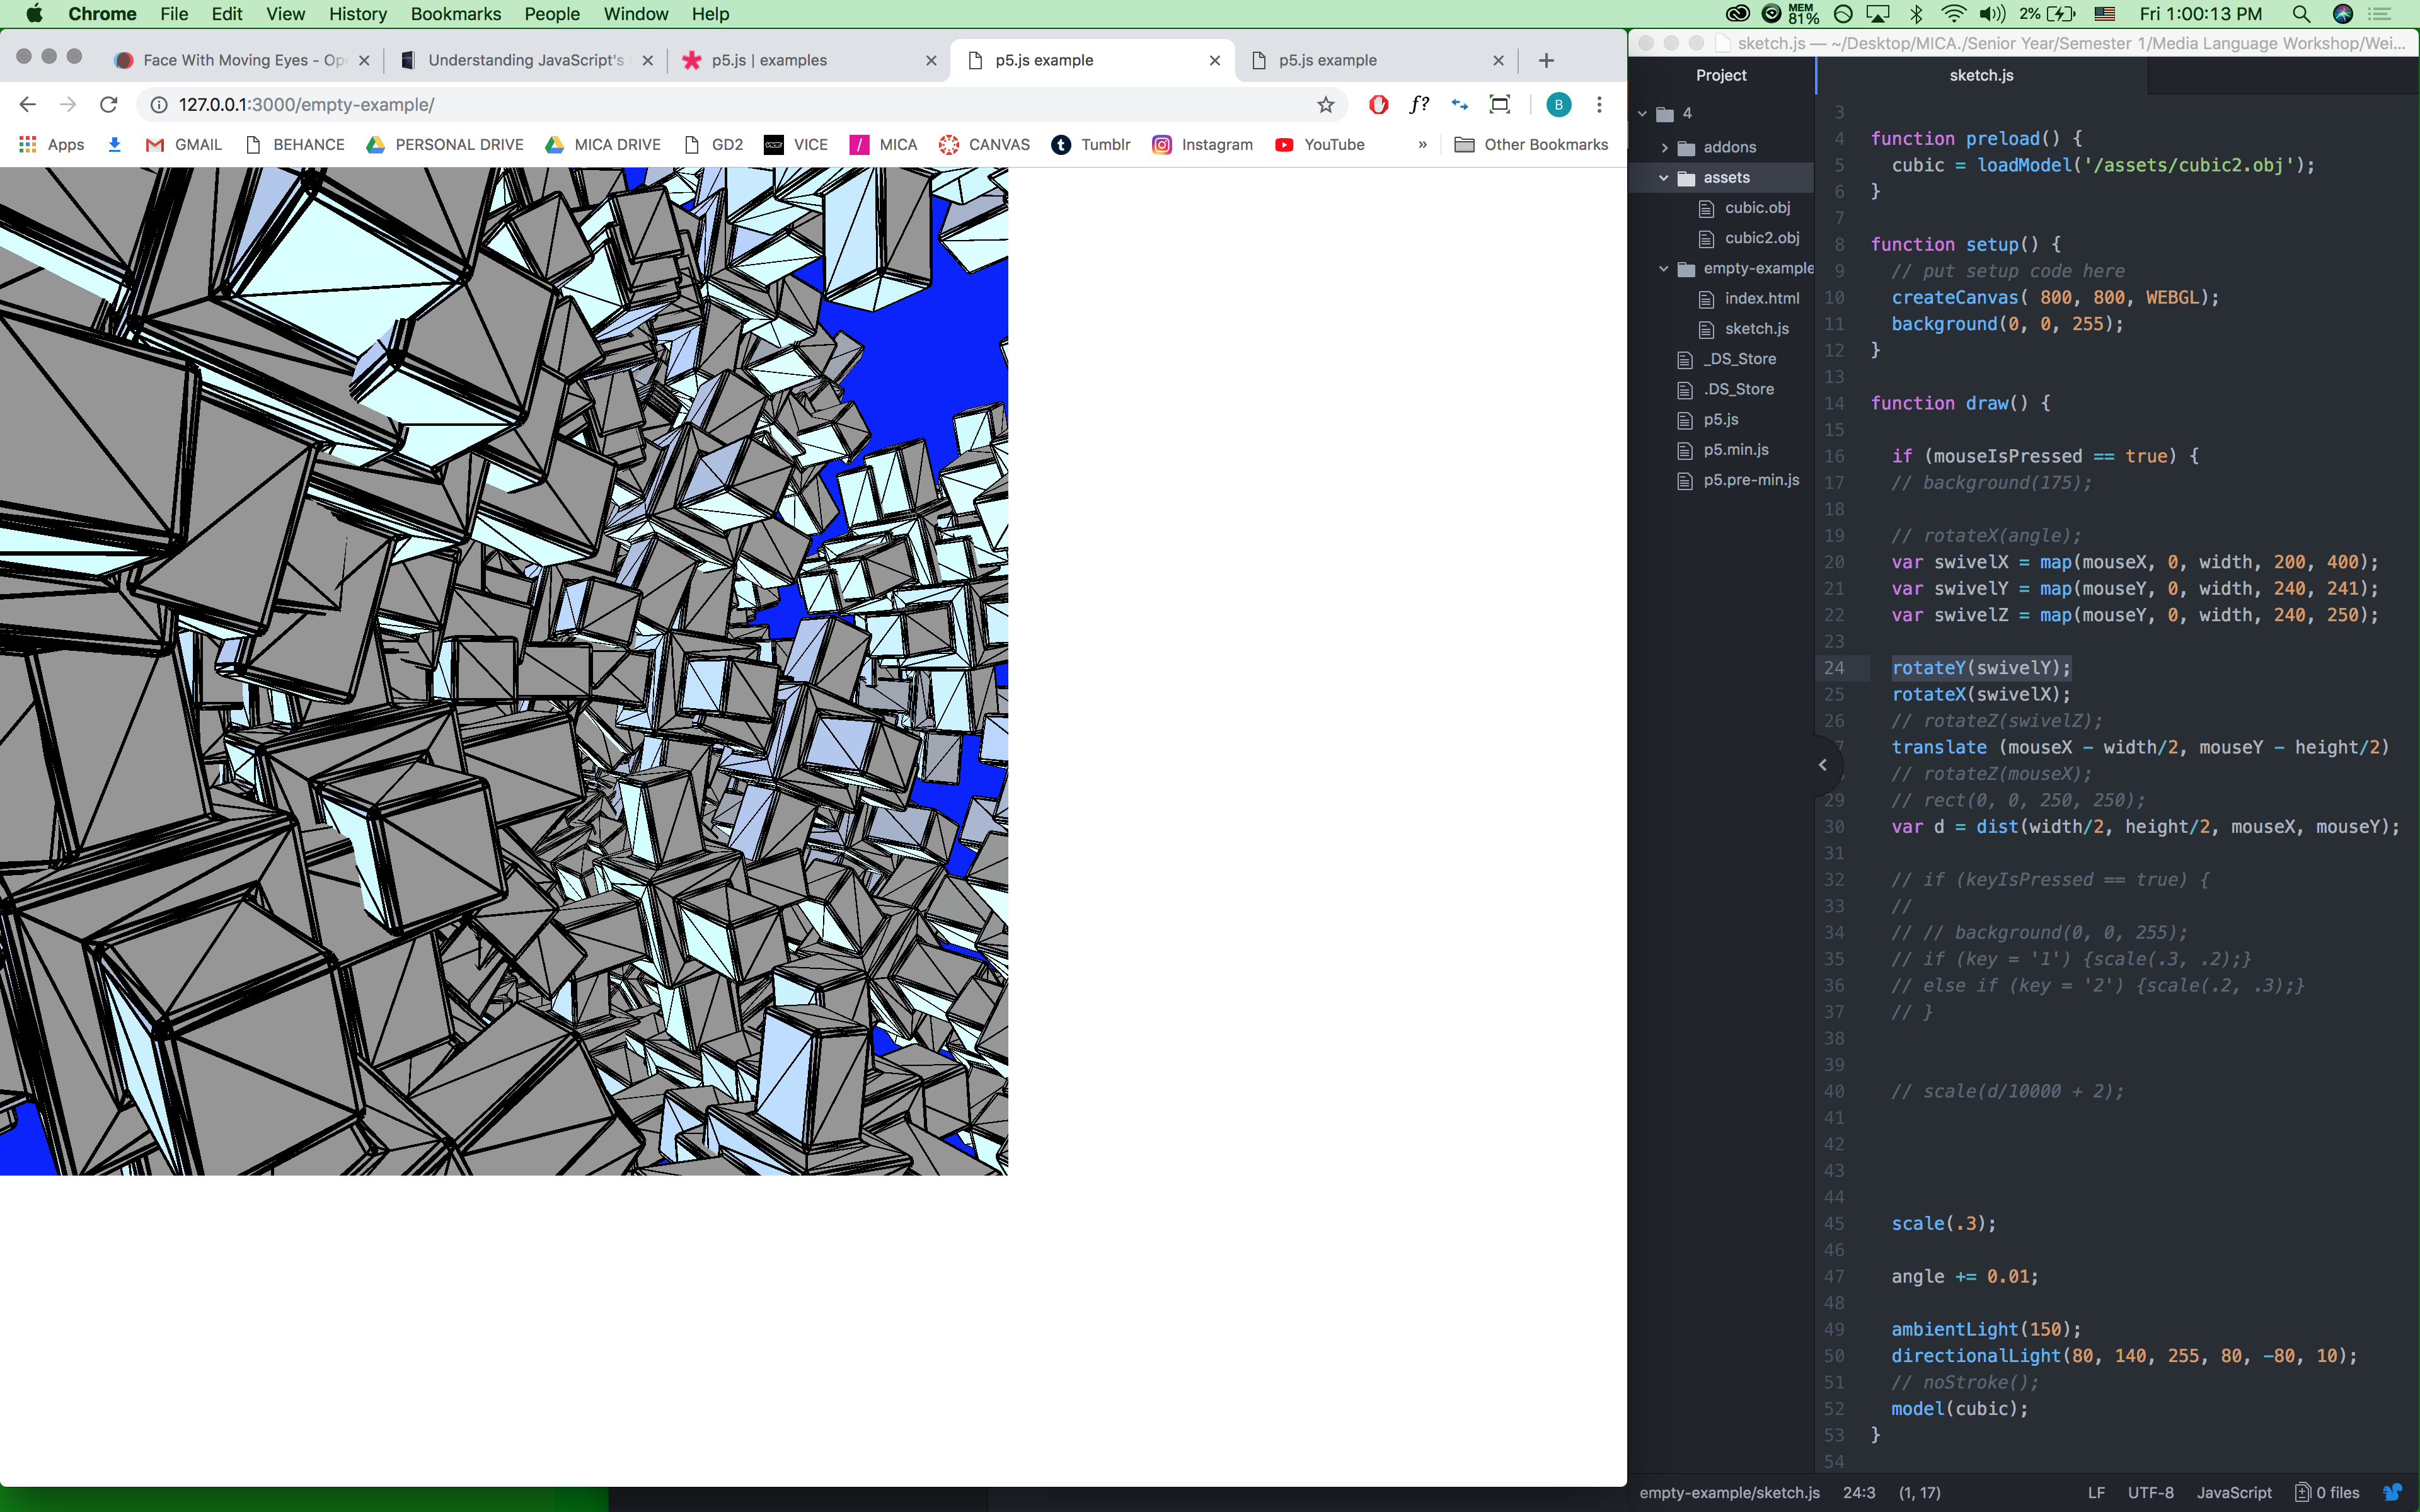 Chrome File Edit View History Bookmarks People Window Help MEM 81% 2% Fri 1:00:13 PM
Face With Moving Eyes - Op Understanding JavaScript's p5.js | examples p5.js example p5.js example
127.0.0.1:3000/empty-example/ f? B
Apps GMAIL BEHANCE PERSONAL DRIVE MICA DRIVE GD2 VICE MICA CANVAS Tumblr Instagram YouTube » Other Bookmarks
sketch.js — ~/Desktop/MICA./Senior Year/Semester 1/Media Language Workshop/Wei...
Project
4
addons
assets
cubic.obj
cubic2.obj
empty-example
index.html
sketch.js
_DS_Store
.DS_Store
p5.js
p5.min.js
p5.pre-min.js
sketch.js
3
4 function preload() {
5 cubic = loadModel('/assets/cubic2.obj');
6 }
7
8 function setup() {
9 // put setup code here
10 createCanvas( 800, 800, WEBGL);
11 background(0, 0, 255);
12 }
13
14 function draw() {
15
16 if (mouseIsPressed == true) {
17 // background(175);
18
19 // rotateX(angle);
20 var swivelX = map(mouseX, 0, width, 200, 400);
21 var swivelY = map(mouseY, 0, width, 240, 241);
22 var swivelZ = map(mouseY, 0, width, 240, 250);
23
24 rotateY(swivelY);
25 rotateX(swivelX);
26 // rotateZ(swivelZ);
7 translate (mouseX - width/2, mouseY - height/2)
// rotateZ(mouseX);
29 // rect(0, 0, 250, 250);
30 var d = dist(width/2, height/2, mouseX, mouseY);
31
32 // if (keyIsPressed == true) {
33 //
34 // // background(0, 0, 255);
35 // if (key = '1') {scale(.3, .2);}
36 // else if (key = '2') {scale(.2, .3);}
37 // }
38
39
40 // scale(d/10000 + 2);
41
42
43
44
45 scale(.3);
46
47 angle += 0.01;
48
49 ambientLight(150);
50 directionalLight(80, 140, 255, 80, -80, 10);
51 // noStroke();
52 model(cubic);
53 }
54
empty-example/sketch.js 24:3 (1, 17) LF UTF-8 JavaScript 0 files